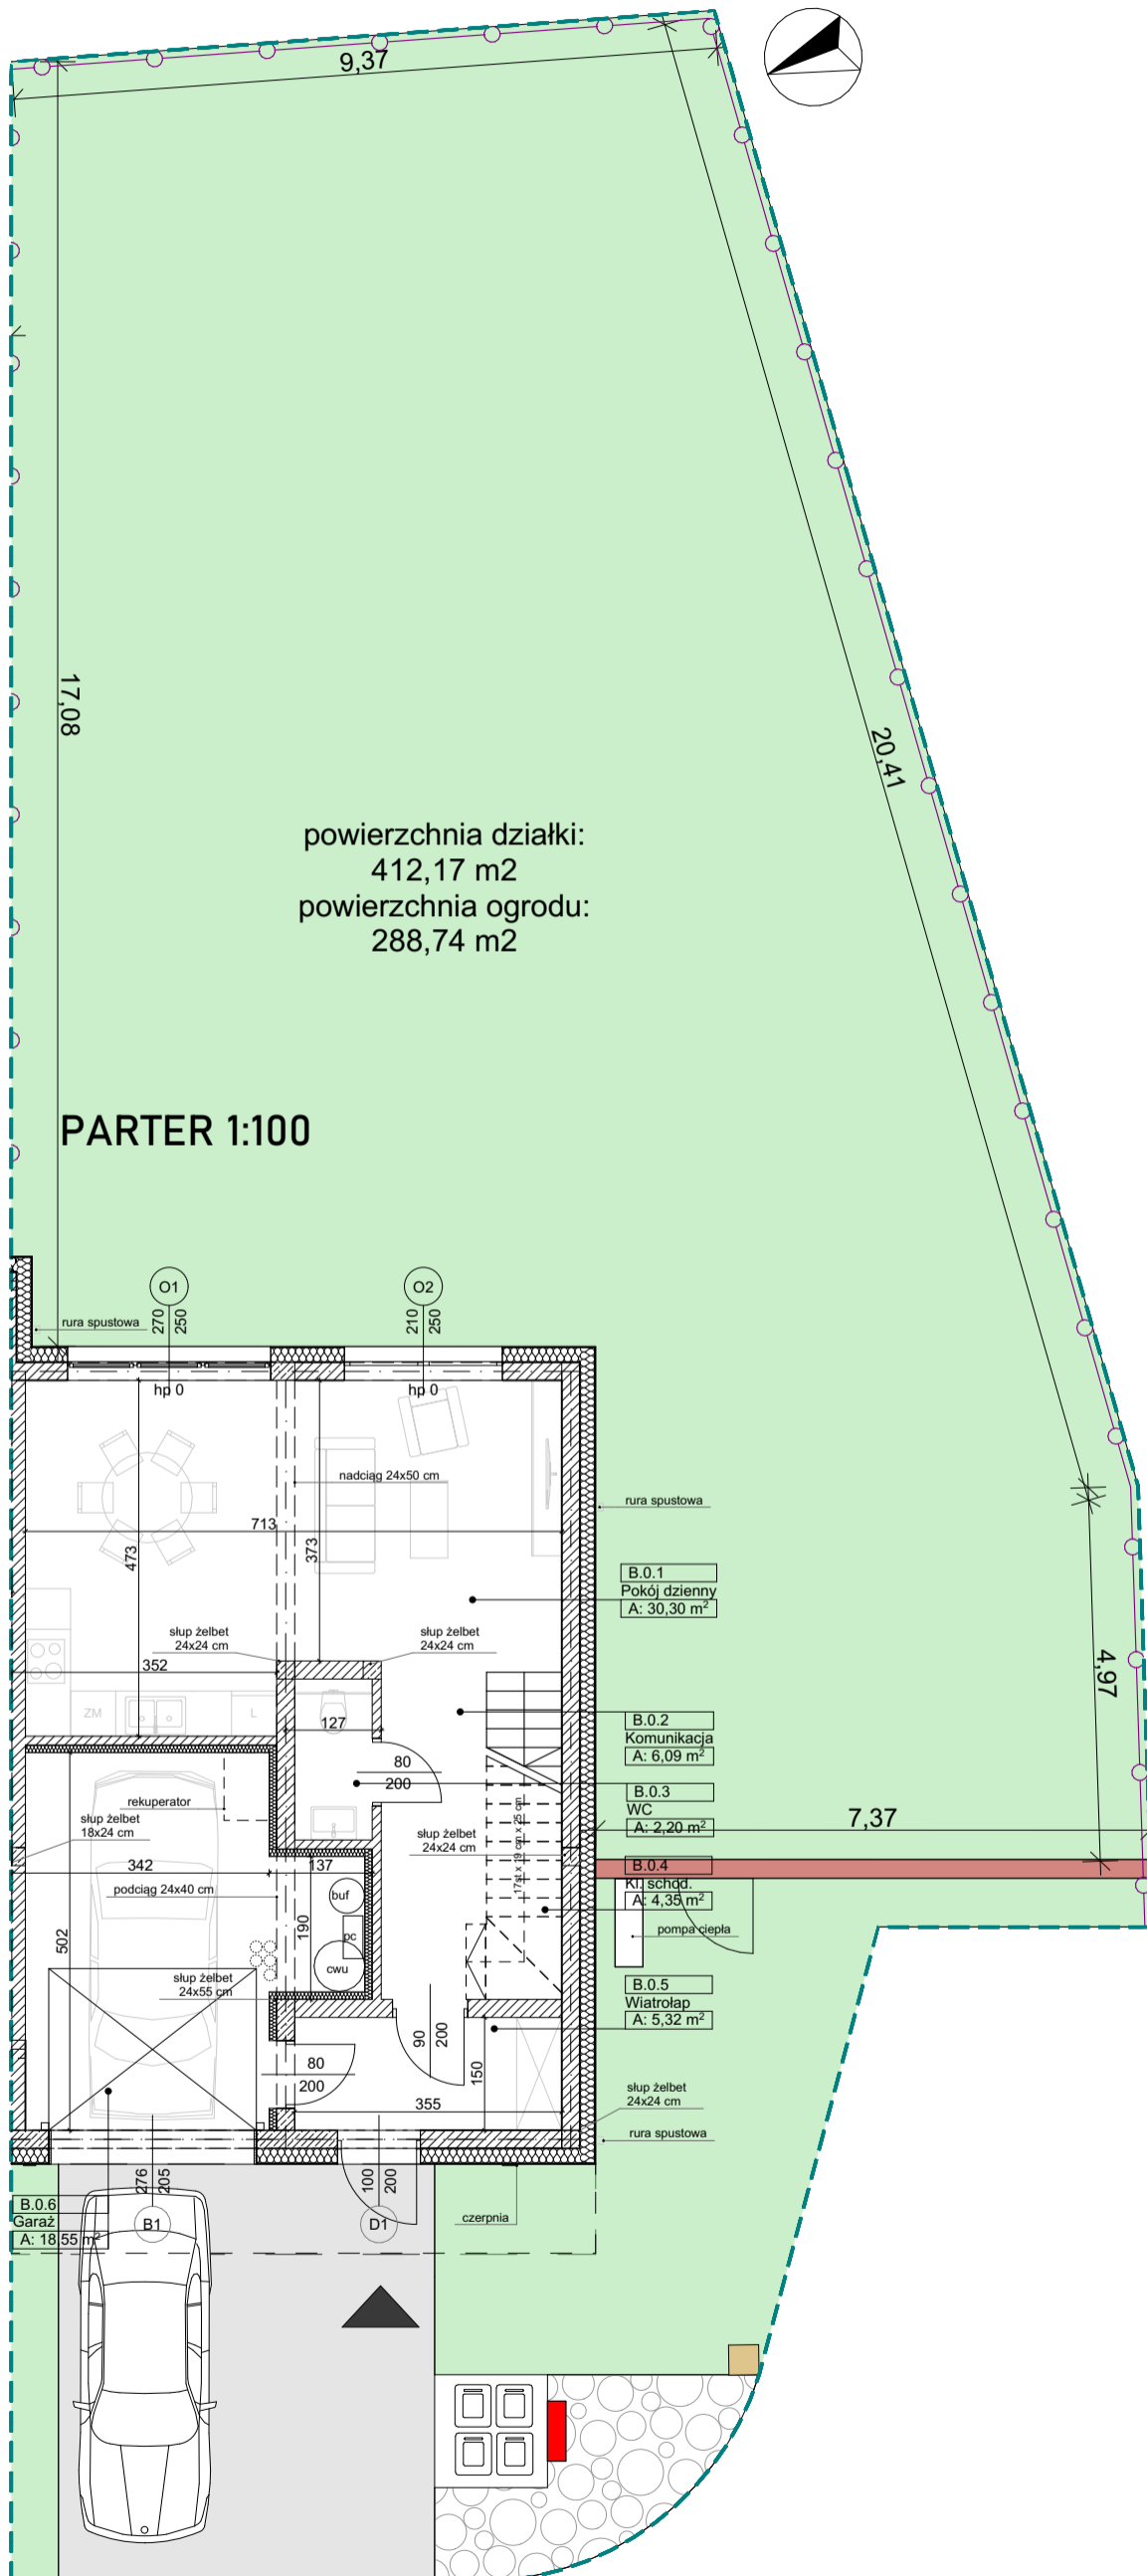 9,37
17,08
20,41
powierzchnia działki:
412,17 m2
powierzchnia ogrodu:
288,74 m2
PARTER 1:100
O1
O2
270
250
210
250
rura spustowa
hp 0
hp 0
nadciąg 24x50 cm
rura spustowa
713
473
373
B.0.1
Pokój dzienny
A: 30,30 m²
słup żelbet
24x24 cm
słup żelbet
24x24 cm
352
4,97
ZM
L
127
B.0.2
Komunikacja
A: 6,09 m²
80
200
B.0.3
WC
A: 2,20 m²
7,37
rekuperator
słup żelbet
18x24 cm
słup żelbet
24x24 cm
17st x 19 cm x 25 cm
342
137
B.0.4
Kl. schod.
A: 4,35 m²
podciąg 24x40 cm
buf
pc
cwu
190
502
pompa ciepła
słup żelbet
24x55 cm
B.0.5
Wiatrołap
A: 5,32 m²
90
200
80
200
150
355
słup żelbet
24x24 cm
rura spustowa
276
205
100
200
B.0.6
Garaż
A: 18,55 m²
B1
D1
czerpnia